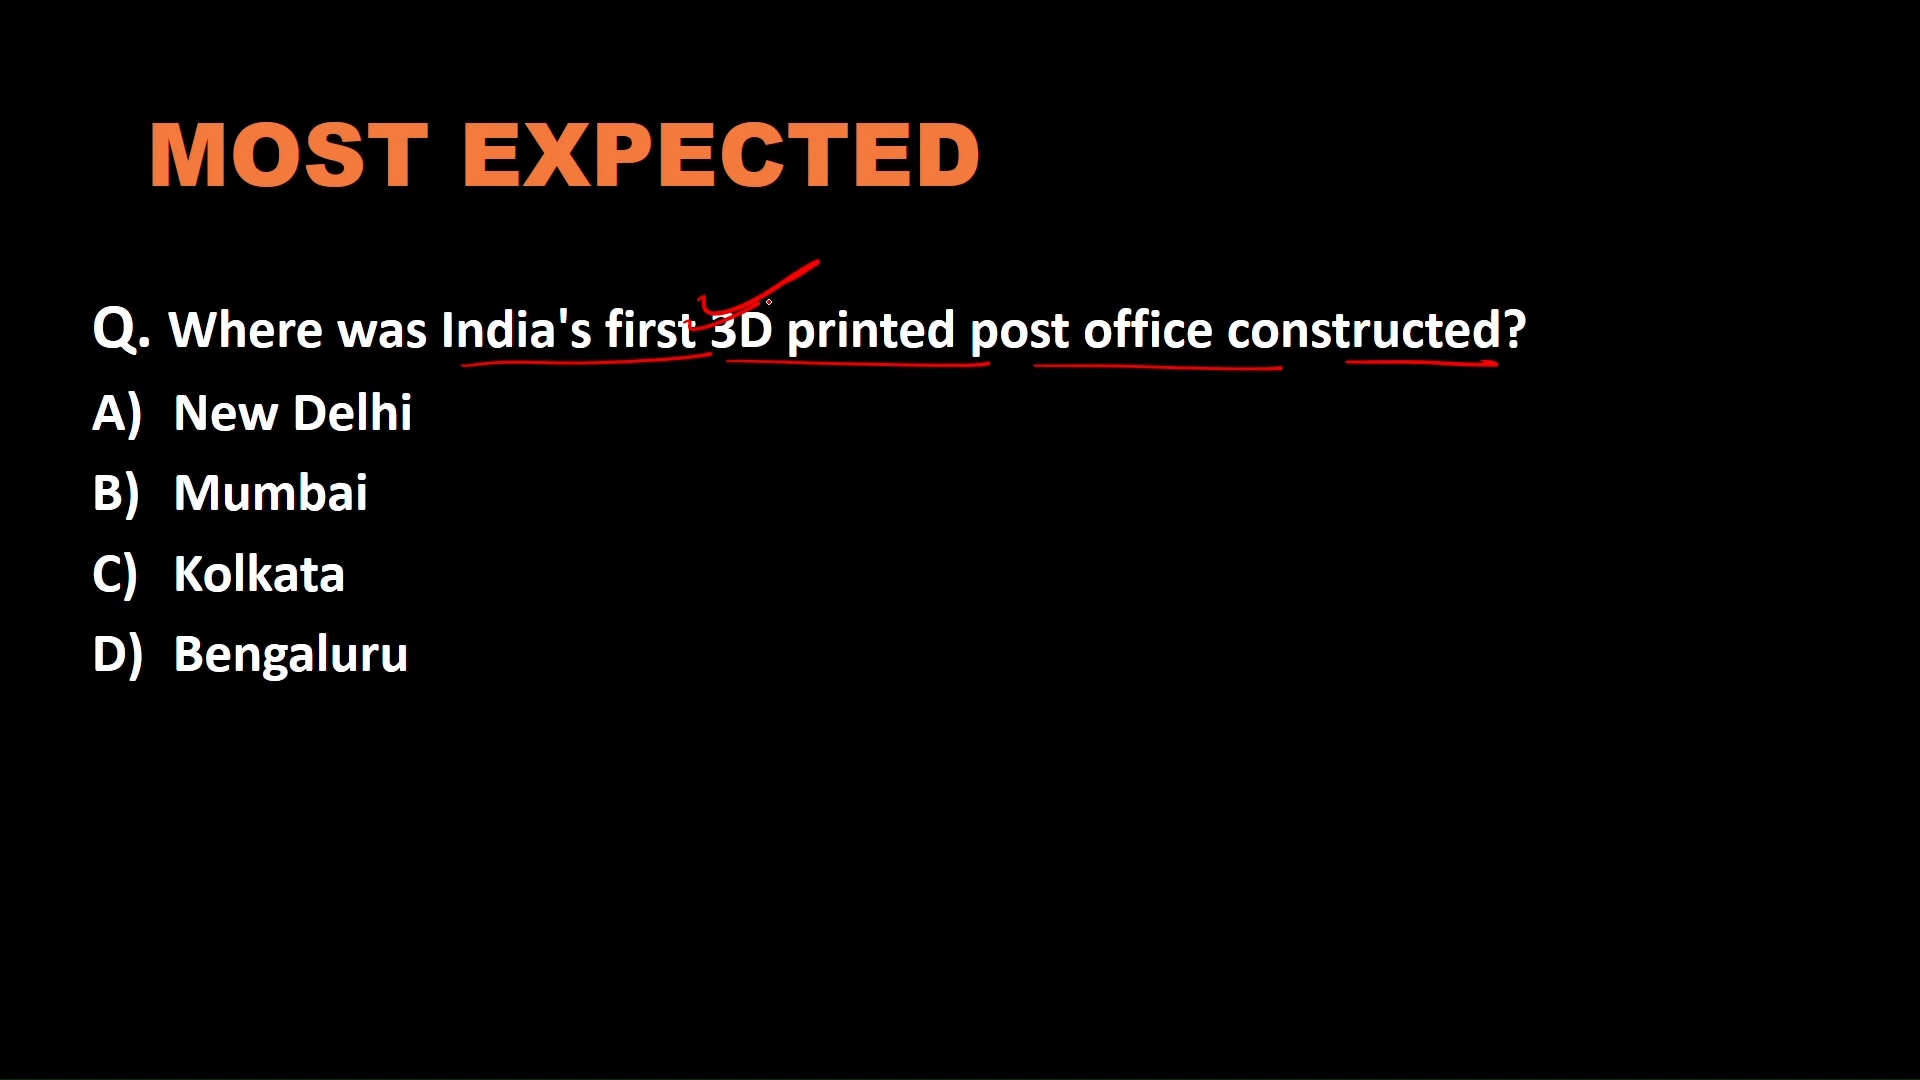 MOST EXPECTED
Q. Where was India's first 3D printed post office constructed?
A) New Delhi
B) Mumbai
C) Kolkata
D) Bengaluru